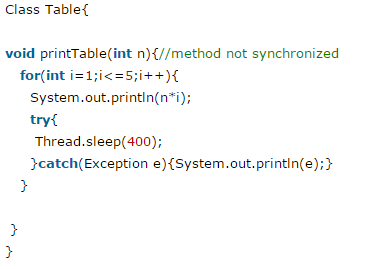 Class Table{
void printTable(int n){//method not synchronized
for(int i=1;i<=5;i++){
System.out.println(n*i);
try{
Thread.sleep(400);
}catch(Exception e){System.out.println(e);}
}
}
}